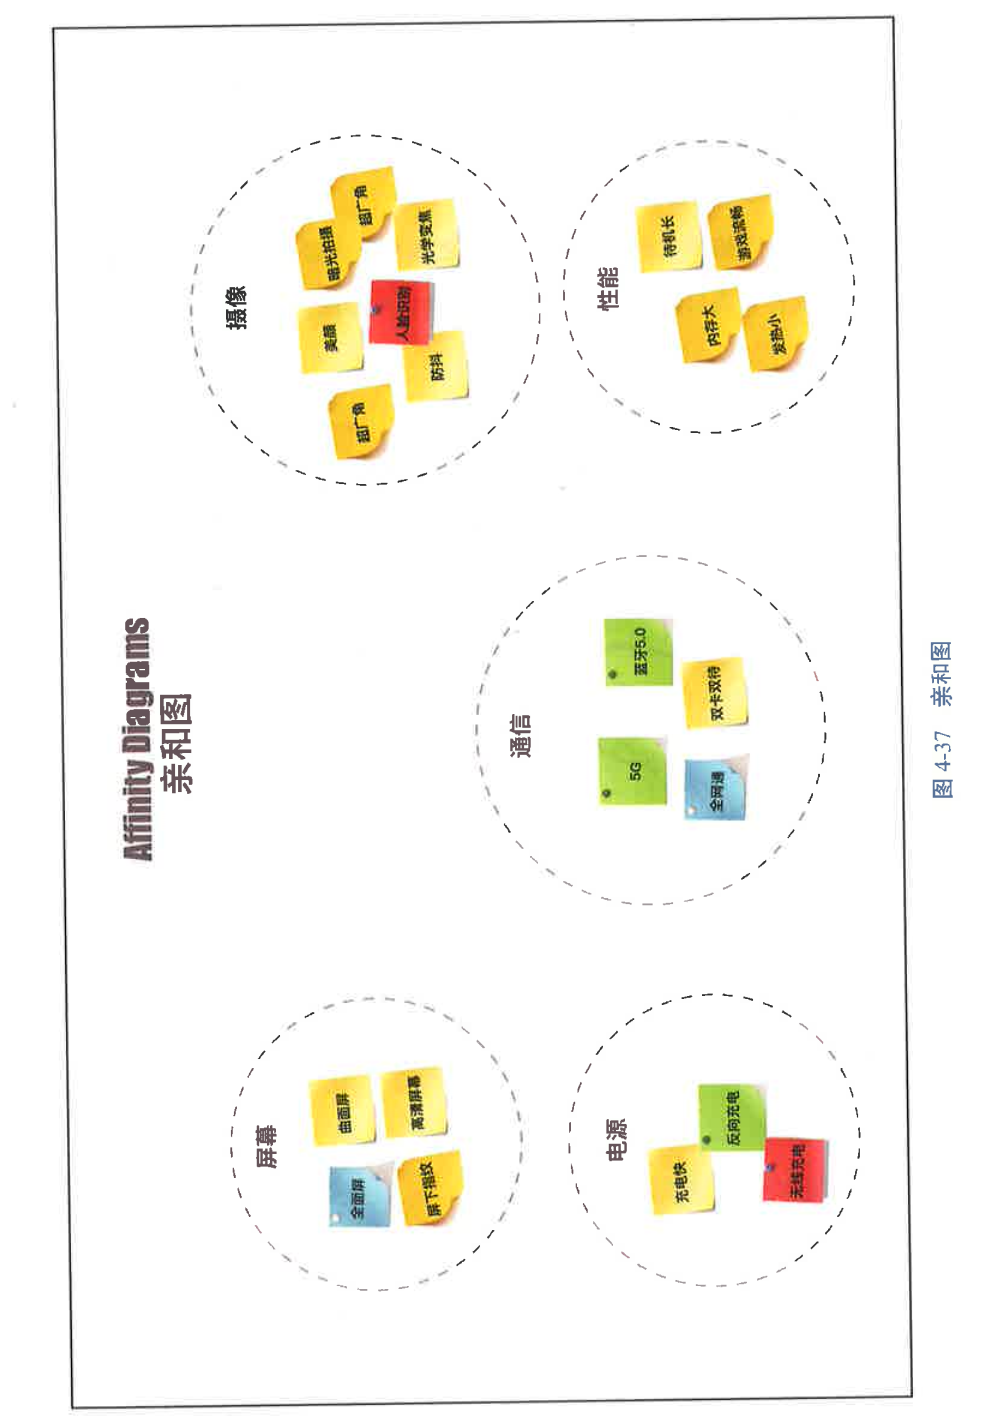 Affinity Diagrams
亲和图
屏幕
全面屏
曲面屏
屏下指纹
高清屏幕
摄像
超广角
美颜
暗光拍摄
超广角
防抖
人脸识别
光学变焦
通信
5G
蓝牙5.0
全网通
双卡双待
电源
充电快
反向充电
无线充电
性能
内存大
待机长
发热小
游戏流畅
图 4-37 亲和图